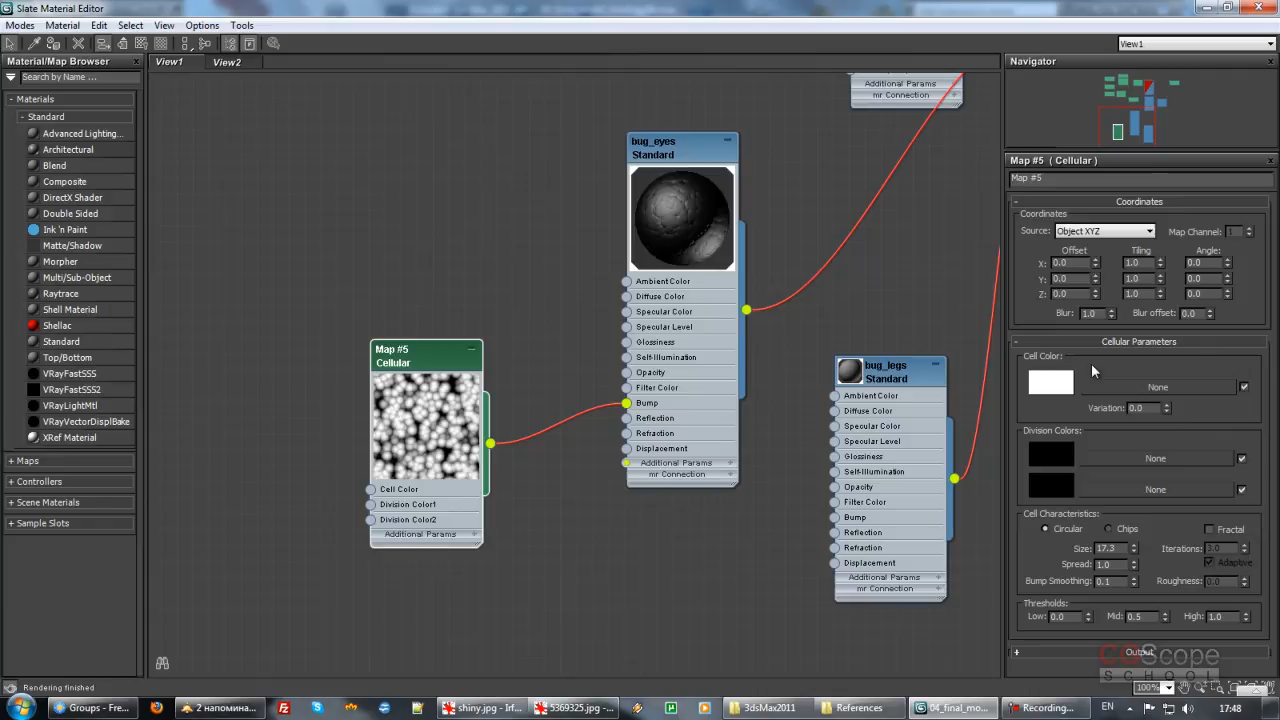 Slate Material Editor
Modes Material Edit Select View Options Tools
View1
Material/Map Browser
View1 View2
Navigator
Search by Name ...
- Materials
- Standard
Advanced Lighting...
Architectural
Blend
Composite
DirectX Shader
Double Sided
Ink 'n Paint
Matte/Shadow
Morpher
Multi/Sub-Object
Raytrace
Shell Material
Shellac
Standard
Top/Bottom
VRayFastSSS
VRayFastSSS2
VRayLightMtl
VRayVectorDisplBake
XRef Material
+ Maps
+ Controllers
+ Scene Materials
+ Sample Slots
Additional Params +
mr Connection +
bug_eyes
Standard
Ambient Color
Diffuse Color
Specular Color
Specular Level
Glossiness
Self-Illumination
Opacity
Filter Color
Bump
Reflection
Refraction
Displacement
Additional Params +
mr Connection +
Map #5
Cellular
Cell Color
Division Color1
Division Color2
Additional Params +
bug_legs
Standard
Ambient Color
Diffuse Color
Specular Color
Specular Level
Glossiness
Self-Illumination
Opacity
Filter Color
Bump
Reflection
Refraction
Displacement
Additional Params +
mr Connection +
Map #5 ( Cellular )
Map #5
- Coordinates
Coordinates
Source: Object XYZ Map Channel: 1
Offset Tiling Angle:
X: 0.0 1.0 0.0
Y: 0.0 1.0 0.0
Z: 0.0 1.0 0.0
Blur: 1.0 Blur offset: 0.0
- Cellular Parameters
Cell Color:
None
Variation: 0.0
Division Colors:
None
None
Cell Characteristics:
Circular Chips Fractal
Size: 17.3 Iterations: 3.0
Spread: 1.0 Adaptive
Bump Smoothing: 0.1 Roughness: 0.0
Thresholds:
Low: 0.0 Mid: 0.5 High: 1.0
+ Output
CGScope
SCHOOL
Rendering finished
100%
Groups - Fre... 2 напомина... shiny.jpg - Inf... 5369325.jpg -... 3dsMax2011 References 04_final_mo... Recording... EN 17:48